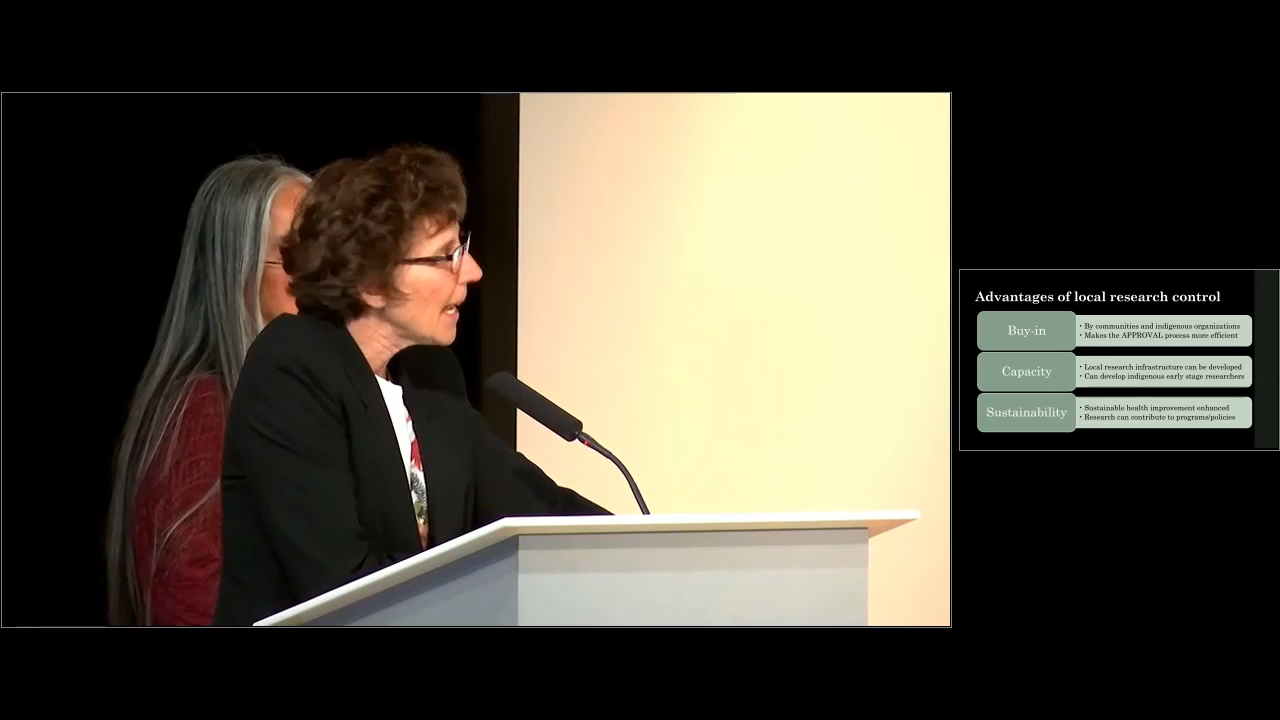 Advantages of local research control
Buy-in
• By communities and indigenous organizations
• Makes the APPROVAL process more efficient
Capacity
• Local research infrastructure can be developed
• Can develop indigenous early stage researchers
Sustainability
• Sustainable health improvement enhanced
• Research can contribute to programs/policies